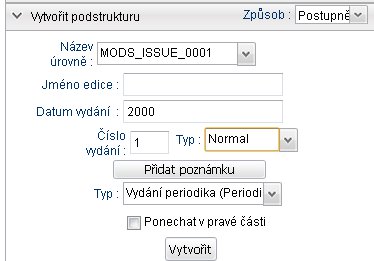 Vytvořit podstrukturu Způsob : Postupně
Název úrovně : MODS_ISSUE_0001
Jméno edice :
Datum vydání : 2000
Číslo vydání : 1 Typ : Normal
Přidat poznámku
Typ : Vydání periodika (Periodi
Ponechat v pravé části
Vytvořit